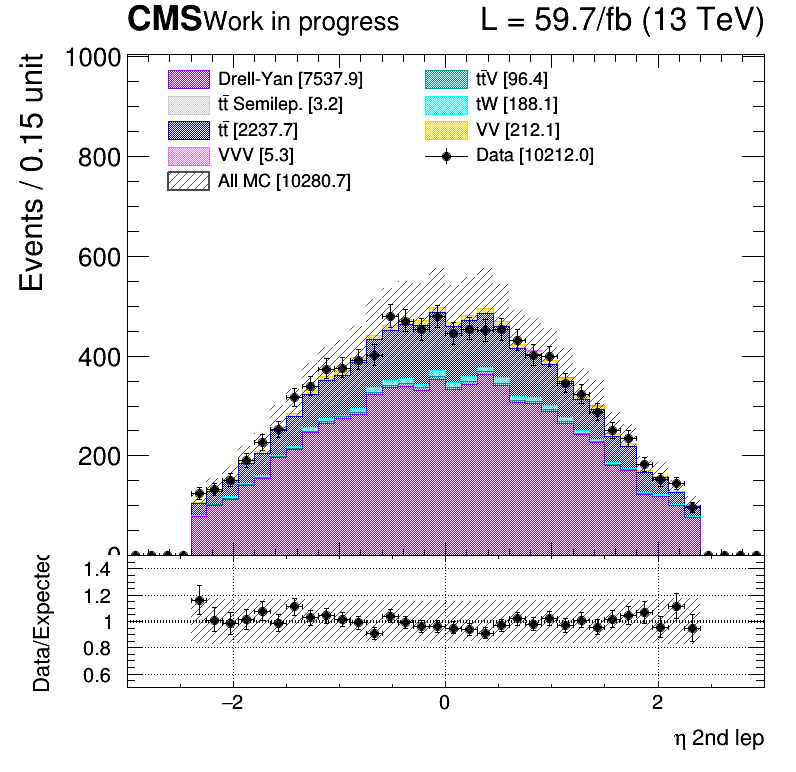 CMS Work in progress L = 59.7/fb (13 TeV)
Events / 0.15 unit
1000
800
600
400
200
0
Drell-Yan [7537.9]
tt̄ Semilep. [3.2]
tt̄ [2237.7]
VVV [5.3]
All MC [10280.7]
tt̄V [96.4]
tW [188.1]
VV [212.1]
Data [10212.0]
Data/Expected
1.4
1.2
1
0.8
0.6
−2 0 2
η 2nd lep